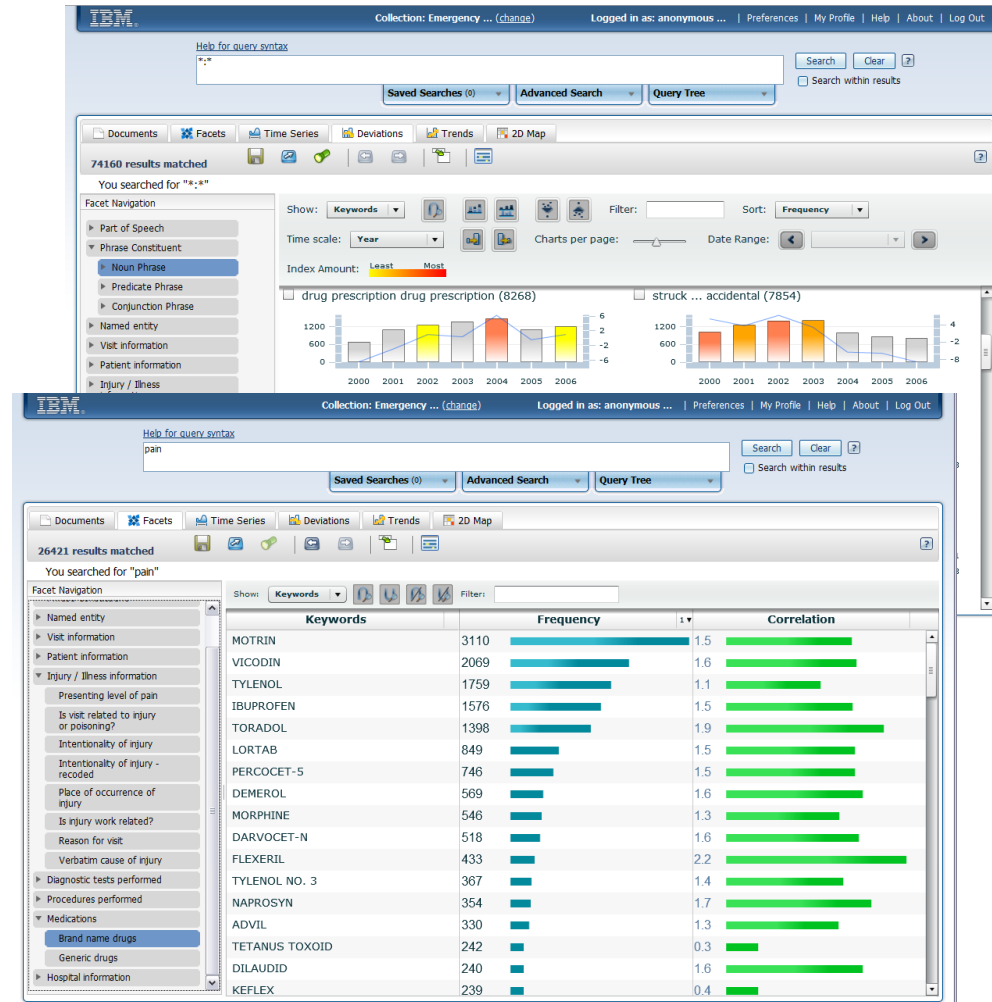 IBM.
Collection: Emergency ... (change) Logged in as: anonymous ... | Preferences | My Profile | Help | About | Log Out
Help for query syntax
*:*
Search Clear ?
Search within results
Saved Searches (0) Advanced Search Query Tree
Documents Facets Time Series Deviations Trends 2D Map
74160 results matched ?
You searched for "*:*"
Facet Navigation
Part of Speech
Phrase Constituent
Noun Phrase
Predicate Phrase
Conjunction Phrase
Named entity
Visit information
Patient information
Injury / Illness
Show: Keywords Filter: Sort: Frequency
Time scale: Year Charts per page: Date Range:
Index Amount: Least Most
drug prescription drug prescription (8268) struck ... accidental (7854)
1200 600 0
6 2 -2 -6
2000 2001 2002 2003 2004 2005 2006
1200 600 0
4 -2 -8
2000 2001 2002 2003 2004 2005 2006
IBM.
Collection: Emergency ... (change) Logged in as: anonymous ... | Preferences | My Profile | Help | About | Log Out
Help for query syntax
pain
Search Clear ?
Search within results
Saved Searches (0) Advanced Search Query Tree
Documents Facets Time Series Deviations Trends 2D Map
26421 results matched ?
You searched for "pain"
Facet Navigation
Named entity
Visit information
Patient information
Injury / Illness information
Presenting level of pain
Is visit related to injury
or poisoning?
Intentionality of injury
Intentionality of injury -
recoded
Place of occurrence of
injury
Is injury work related?
Reason for visit
Verbatim cause of injury
Diagnostic tests performed
Procedures performed
Medications
Brand name drugs
Generic drugs
Hospital information
Show: Keywords Filter:
Keywords Frequency 1 Correlation
MOTRIN 3110 1.5
VICODIN 2069 1.6
TYLENOL 1759 1.1
IBUPROFEN 1576 1.5
TORADOL 1398 1.9
LORTAB 849 1.5
PERCOCET-5 746 1.5
DEMEROL 569 1.6
MORPHINE 546 1.3
DARVOCET-N 518 1.6
FLEXERIL 433 2.2
TYLENOL NO. 3 367 1.4
NAPROSYN 354 1.7
ADVIL 330 1.3
TETANUS TOXOID 242 0.3
DILAUDID 240 1.6
KEFLEX 239 0.4